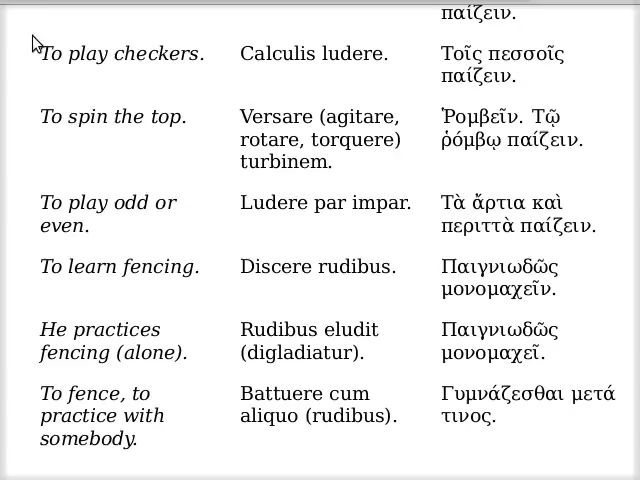 παίζειν.
To play checkers. Calculis ludere. Τοῖς πεσσοῖς
παίζειν.
To spin the top. Versare (agitare, Ῥομβεῖν. Τῷ
rotare, torquere) ῥόμβῳ παίζειν.
turbinem.
To play odd or Ludere par impar. Τὰ ἄρτια καὶ
even. περιττὰ παίζειν.
To learn fencing. Discere rudibus. Παιγνιωδῶς
μονομαχεῖν.
He practices Rudibus eludit Παιγνιωδῶς
fencing (alone). (digladiatur). μονομαχεῖ.
To fence, to Battuere cum Γυμνάζεσθαι μετά
practice with aliquo (rudibus). τινος.
somebody.